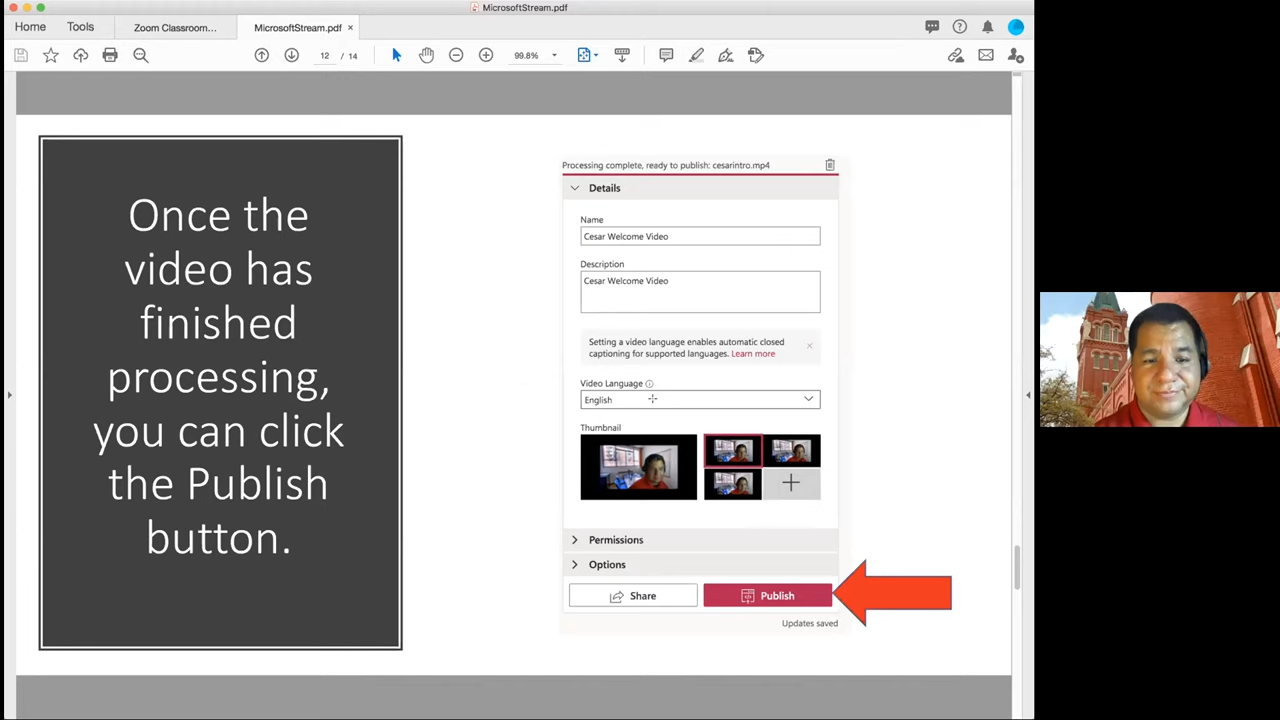 MicrosoftStream.pdf
Home
Tools
Zoom Classroom...
MicrosoftStream.pdf ×
12 / 14
99.8%
Once the
video has
finished
processing,
you can click
the Publish
button.
Processing complete, ready to publish: cesarintro.mp4
Details
Name
Cesar Welcome Video
Description
Cesar Welcome Video
Setting a video language enables automatic closed
captioning for supported languages. Learn more
Video Language
English
Thumbnail
Permissions
Options
Share
Publish
Updates saved